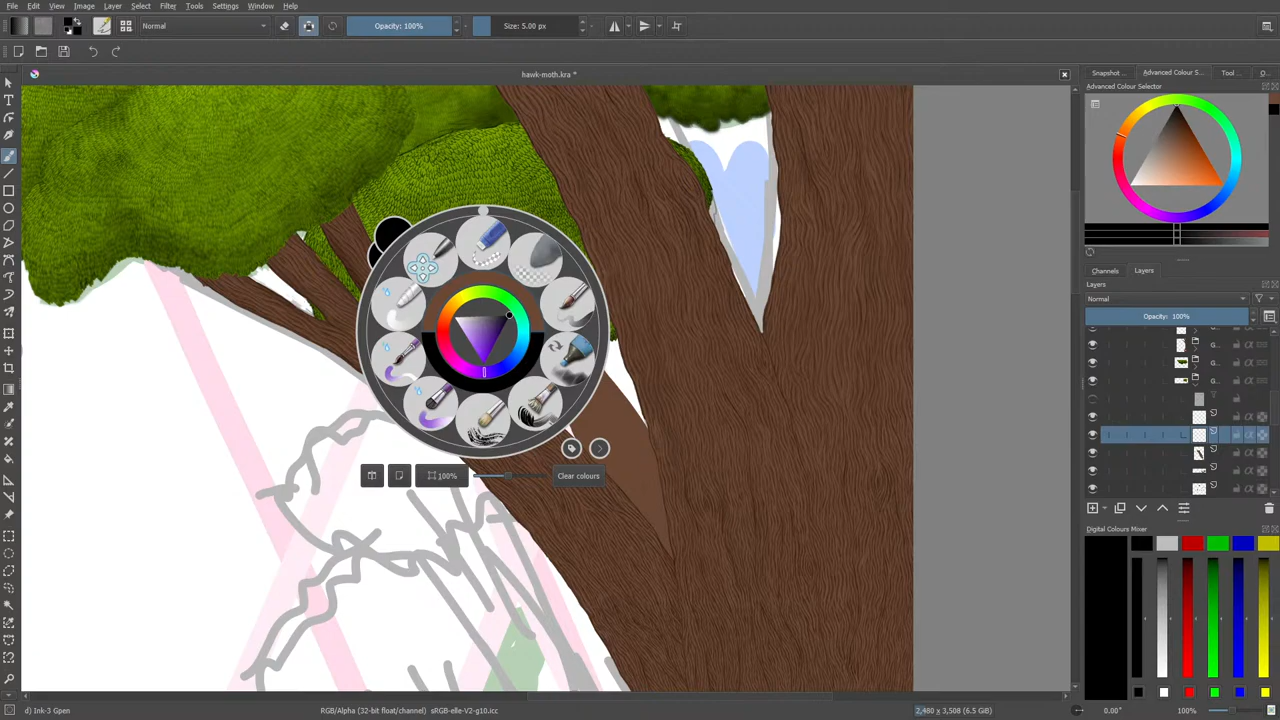 File Edit View Image Layer Select Filter Tools Settings Window Help
Normal Opacity: 100% Size: 5.00 px
hawk-moth.kra *
Snapshot ... Advanced Colour S... Tool ... O...
Advanced Colour Selector
Channels Layers
Layers
Normal
Opacity: 100%
G...
G...
G...
100% Clear colours
Digital Colours Mixer
d) Ink-3 Gpen RGB/Alpha (32-bit float/channel) sRGB-elle-V2-g10.icc 2,480 x 3,508 (6.5 GiB) 0.00° 100%